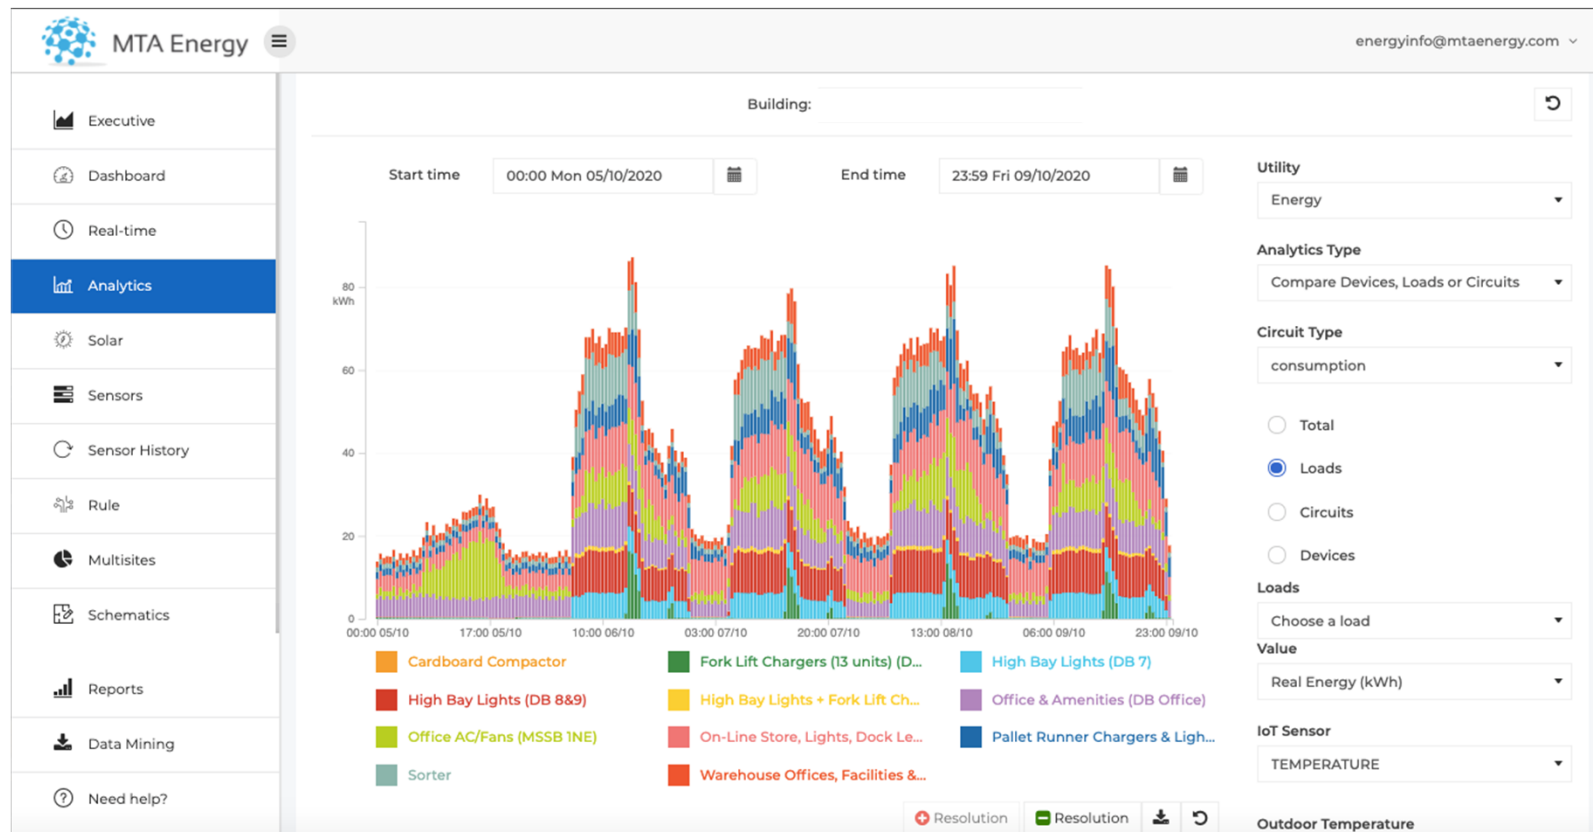 MTA Energy
energyinfo@mtaenergy.com
Executive
Dashboard
Real-time
Analytics
Solar
Sensors
Sensor History
Rule
Multisites
Schematics
Reports
Data Mining
Need help?
Building:
Start time
00:00 Mon 05/10/2020
End time
23:59 Fri 09/10/2020
80
kWh
60
40
20
0
00:00 05/10
17:00 05/10
10:00 06/10
03:00 07/10
20:00 07/10
13:00 08/10
06:00 09/10
23:00 09/10
Cardboard Compactor
Fork Lift Chargers (13 units) (D...
High Bay Lights (DB 7)
High Bay Lights (DB 8&9)
High Bay Lights + Fork Lift Ch...
Office & Amenities (DB Office)
Office AC/Fans (MSSB 1NE)
On-Line Store, Lights, Dock Le...
Pallet Runner Chargers & Ligh...
Sorter
Warehouse Offices, Facilities &...
Resolution
Resolution
Utility
Energy
Analytics Type
Compare Devices, Loads or Circuits
Circuit Type
consumption
Total
Loads
Circuits
Devices
Loads
Choose a load
Value
Real Energy (kWh)
IoT Sensor
TEMPERATURE
Outdoor Temperature